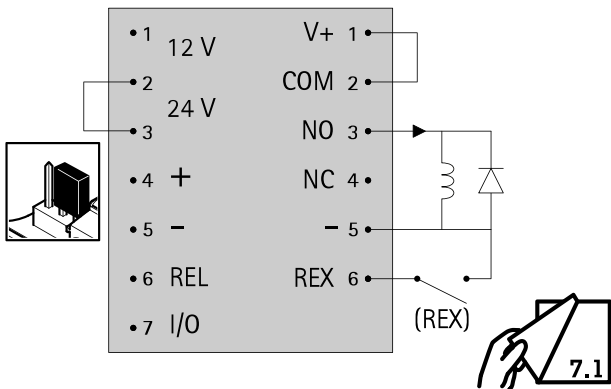 1 V+ 1
12 V
2 COM 2
24 V
3 NO 3
4 + NC 4
5 - - 5
6 REL REX 6
(REX)
7 I/O
7.1